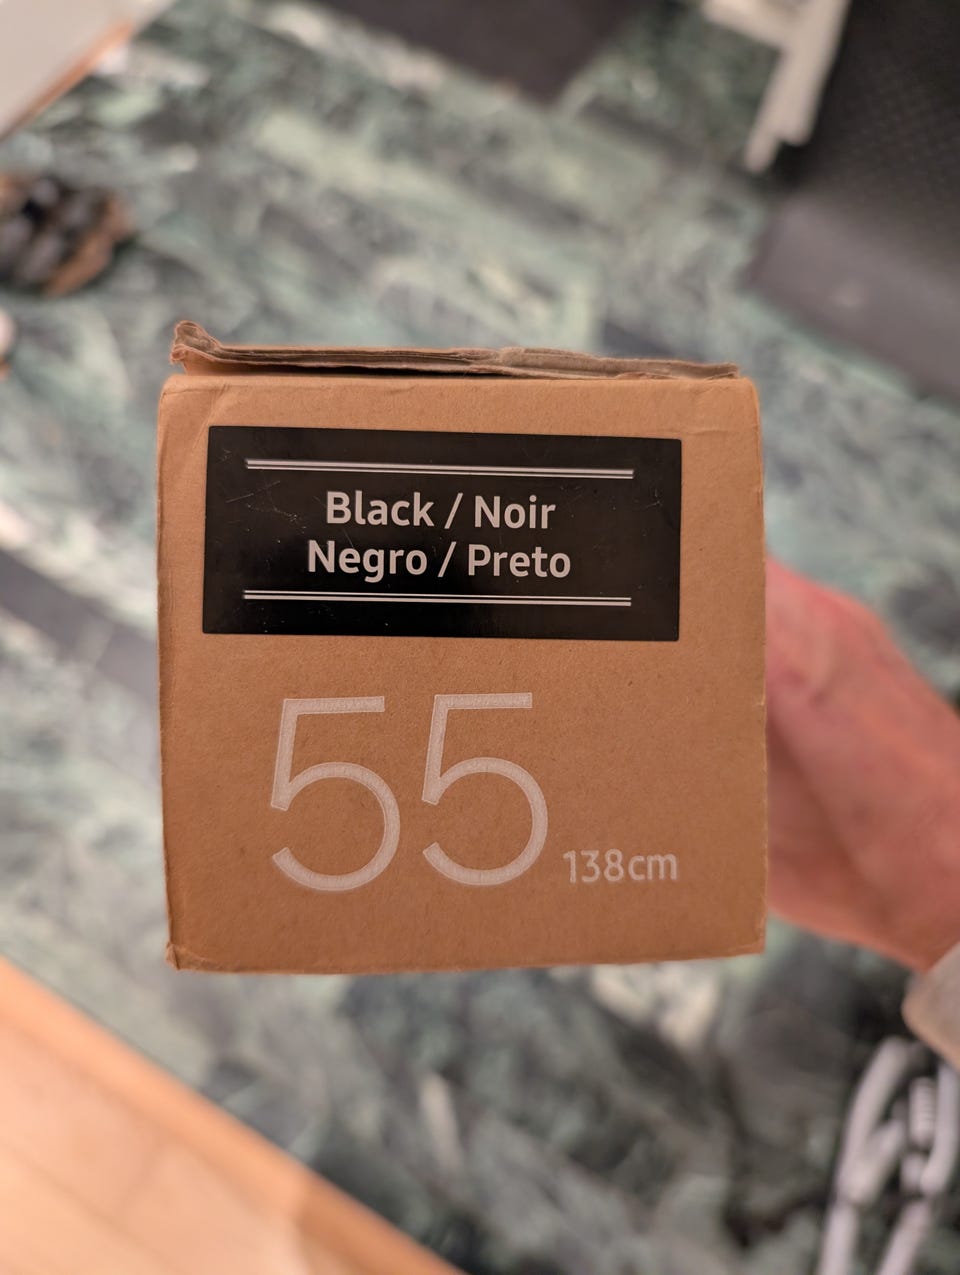 Black / Noir
Negro / Preto
55 138cm